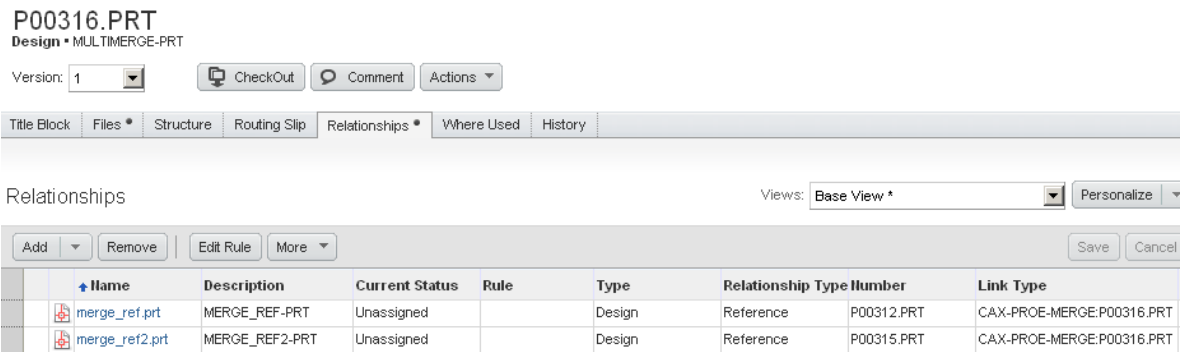 P00316.PRT
Design • MULTIMERGE-PRT
Version: 1 CheckOut Comment Actions
Title Block Files • Structure Routing Slip Relationships • Where Used History
Relationships Views: Base View * Personalize
Add Remove Edit Rule More Save Cancel
Name Description Current Status Rule Type Relationship Type Number Link Type
merge_ref.prt MERGE_REF-PRT Unassigned Design Reference P00312.PRT CAX-PROE-MERGE:P00316.PRT
merge_ref2.prt MERGE_REF2-PRT Unassigned Design Reference P00315.PRT CAX-PROE-MERGE:P00316.PRT